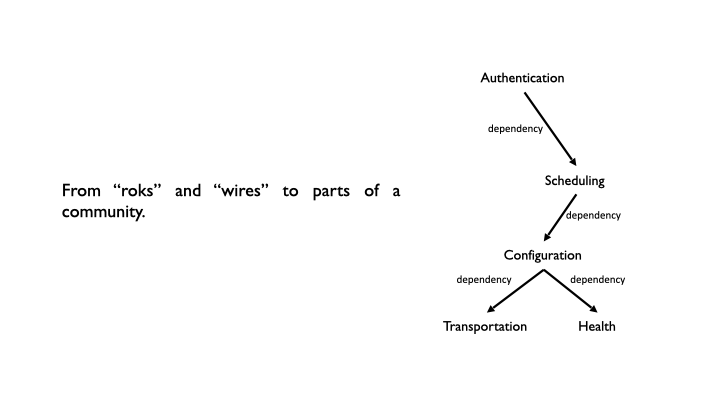 From “roks” and “wires” to parts of a
community.
Authentication
dependency
Scheduling
dependency
Configuration
dependency
dependency
Transportation
Health